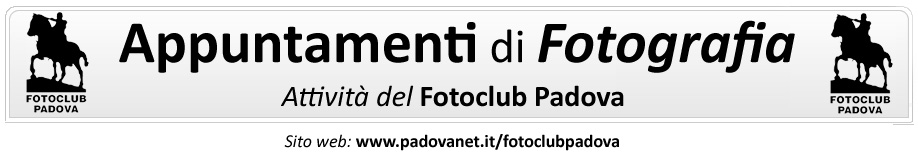 Appuntamenti di Fotografia
Attività del Fotoclub Padova
FOTOCLUB
PADOVA
FOTOCLUB
PADOVA
Sito web: www.padovanet.it/fotoclubpadova